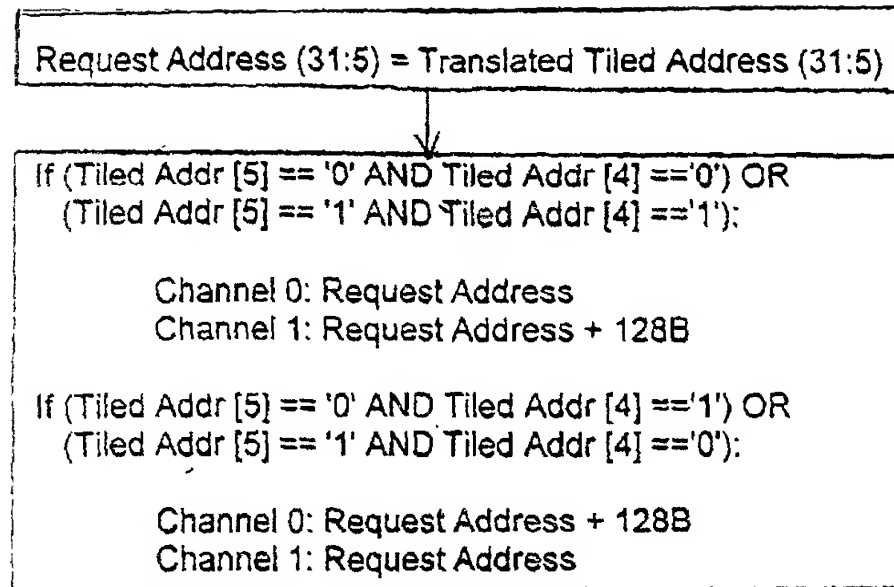 Request Address (31:5) = Translated Tiled Address (31:5)
If (Tiled Addr [5] == '0' AND Tiled Addr [4] =='0') OR
(Tiled Addr [5] == '1' AND Tiled Addr [4] =='1'):
Channel 0: Request Address
Channel 1: Request Address + 128B
If (Tiled Addr [5] == '0' AND Tiled Addr [4] =='1') OR
(Tiled Addr [5] == '1' AND Tiled Addr [4] =='0'):
Channel 0: Request Address + 128B
Channel 1: Request Address